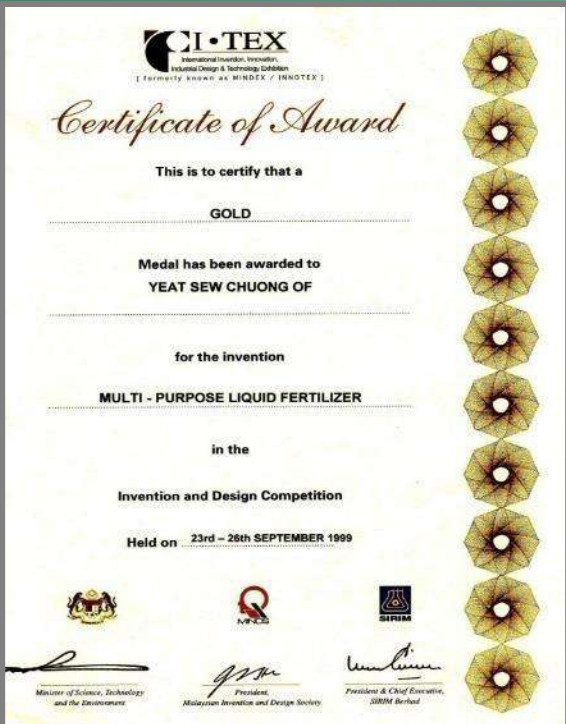 CI•TEX
International Invention, Innovation,
Industrial Design & Technology Exhibition
[ formerly known as MINDEX / INNOTEX ]
Certificate of Award
This is to certify that a
GOLD
Medal has been awarded to
YEAT SEW CHUONG OF
for the invention
MULTI - PURPOSE LIQUID FERTILIZER
in the
Invention and Design Competition
Held on 23rd – 26th SEPTEMBER 1999
MINDS
SIRIM
Minister of Science, Technology
and the Environment
President,
Malaysian Invention and Design Society
President & Chief Executive,
SIRIM Berhad